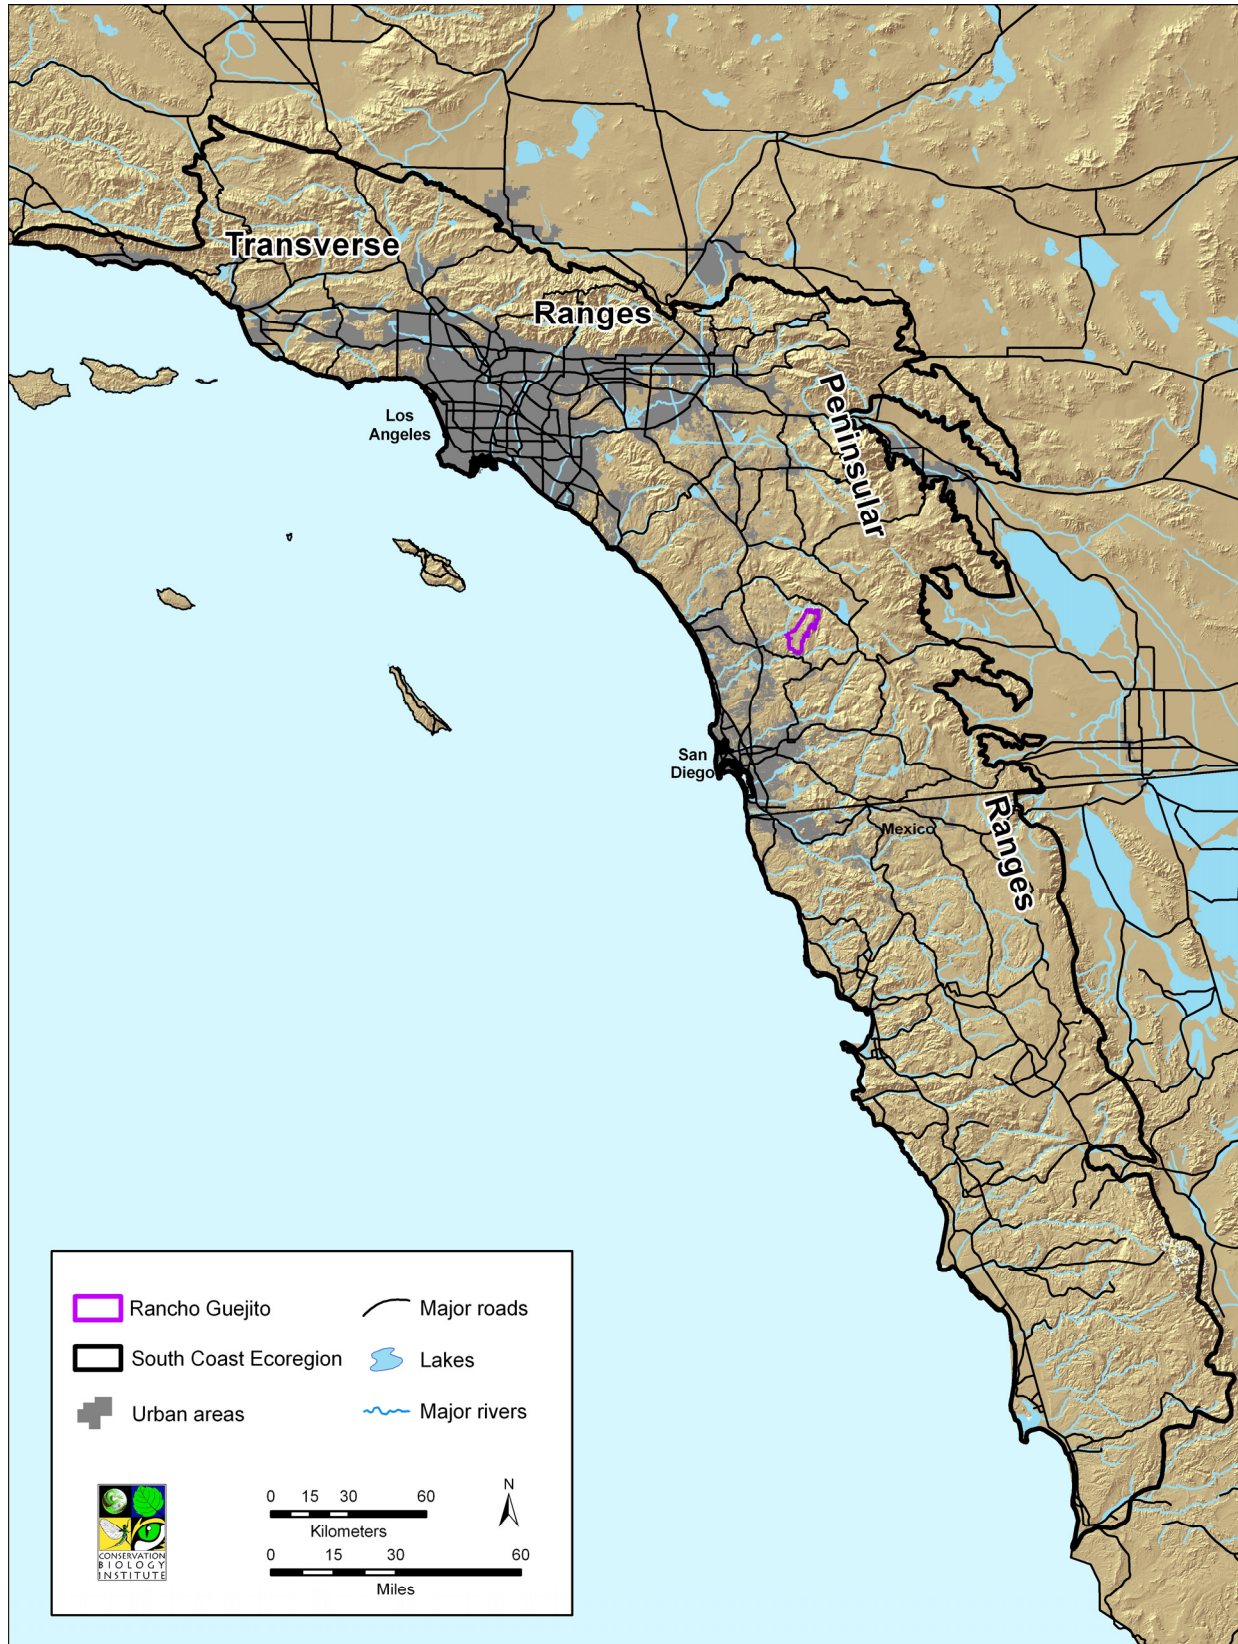 Transverse
Ranges
Peninsular
Los
Angeles
San
Diego
Mexico
Ranges
Rancho Guejito
Major roads
South Coast Ecoregion
Lakes
Urban areas
Major rivers
N
0 15 30 60
Kilometers
0 15 30 60
Miles
CONSERVATION
BIOLOGY
INSTITUTE